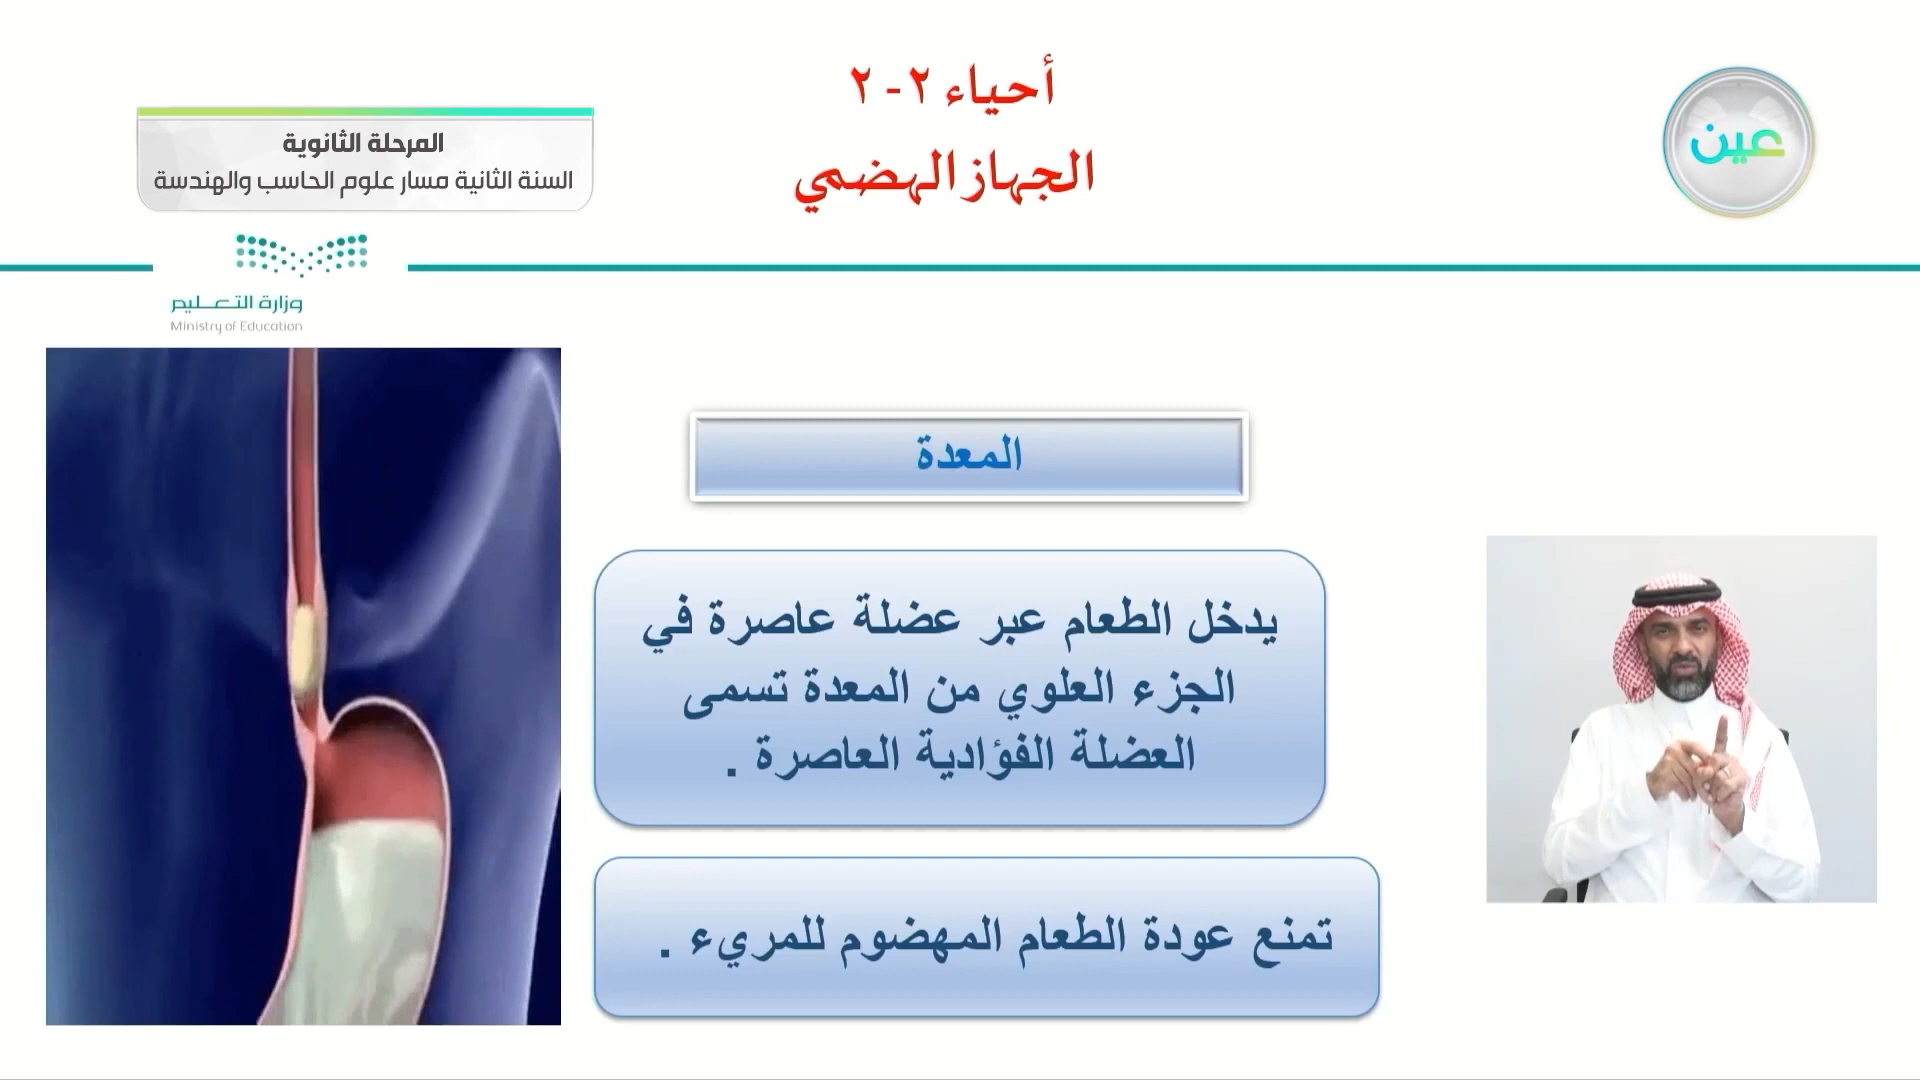 أحياء ٢-٢
الجهاز الهضمي
عين
المرحلة الثانوية
السنة الثانية مسار علوم الحاسب والهندسة
وزارة التعـــليم
Ministry of Education
المعدة
يدخل الطعام عبر عضلة عاصرة في
الجزء العلوي من المعدة تسمى
العضلة الفؤادية العاصرة .
تمنع عودة الطعام المهضوم للمريء .